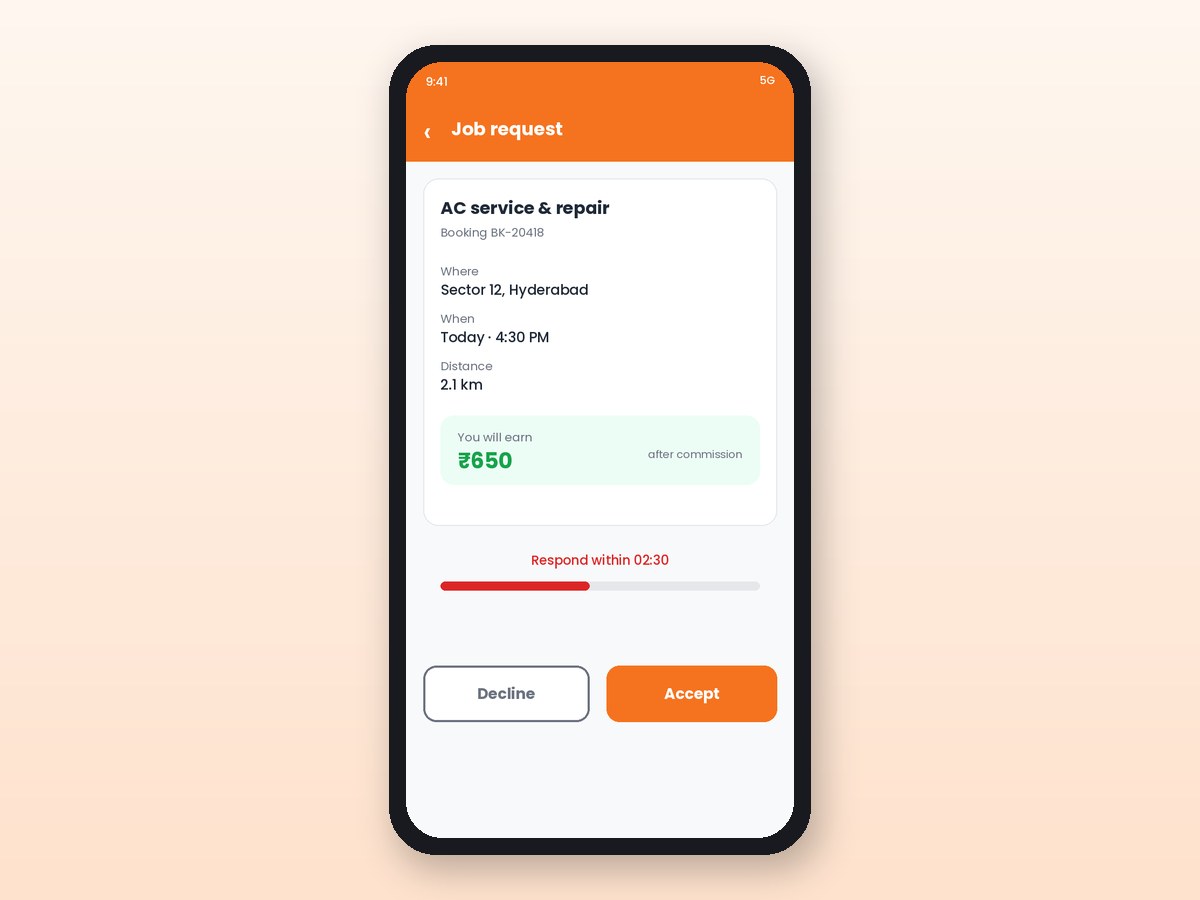 9:41
5G
‹ Job request
AC service & repair
Booking BK-20418
Where
Sector 12, Hyderabad
When
Today · 4:30 PM
Distance
2.1 km
You will earn
₹650
after commission
Respond within 02:30
Decline
Accept